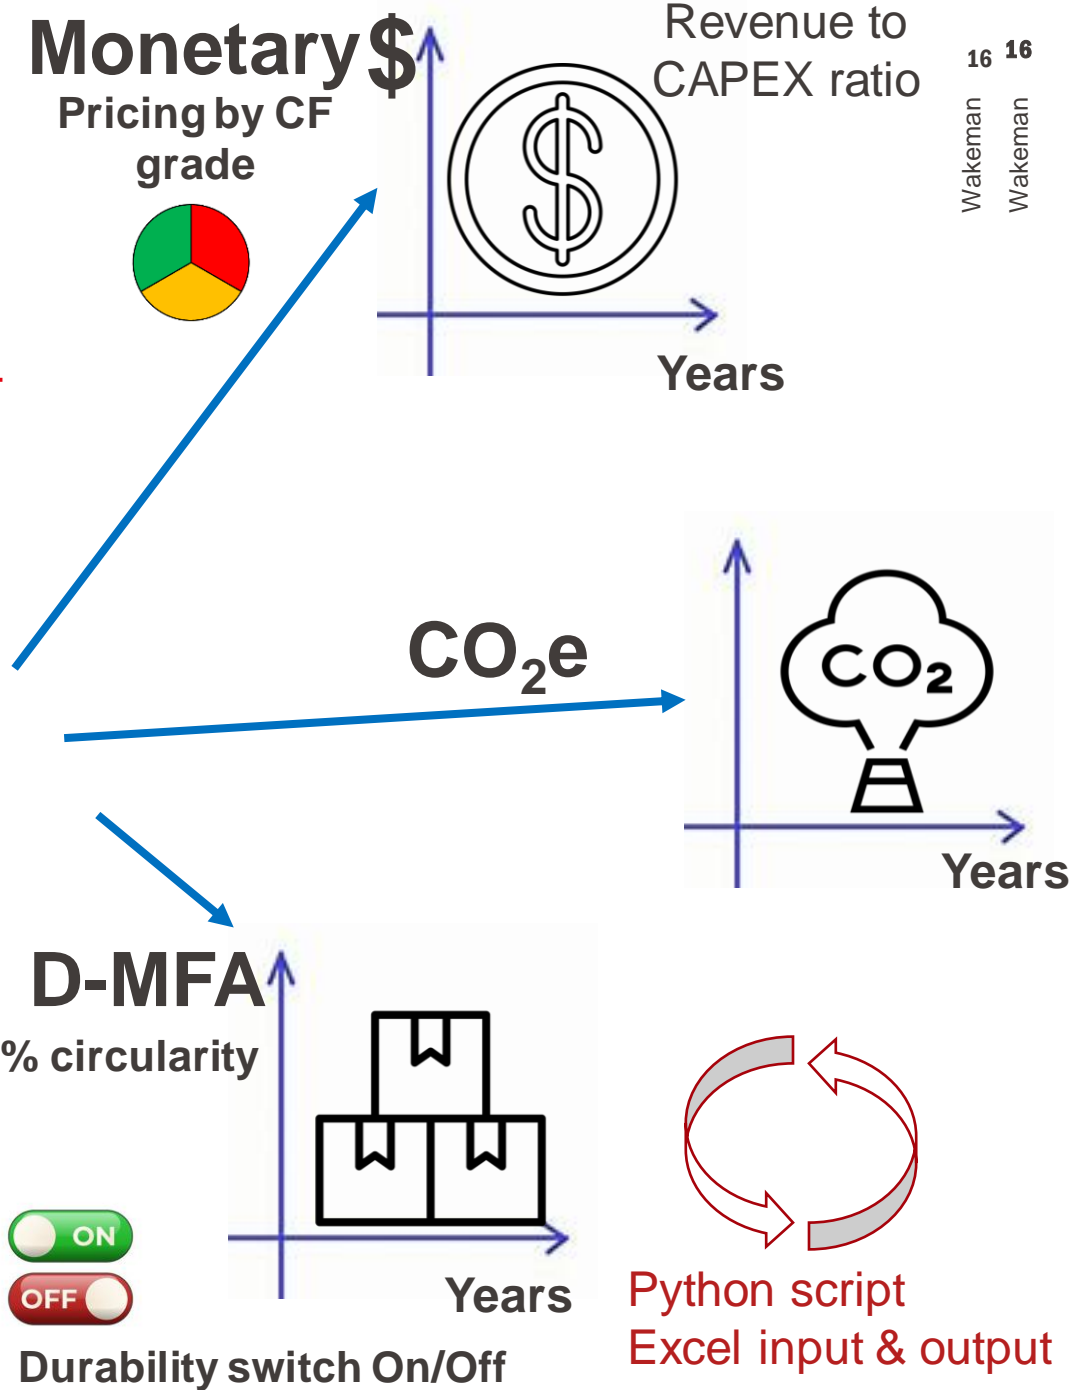 Monetary $
Pricing by CF
grade
Revenue to
CAPEX ratio
16 16
Wakeman
Wakeman
Years
CO₂e
CO₂
Years
D-MFA
% circularity
Years
ON
OFF
Durability switch On/Off
Python script
Excel input & output